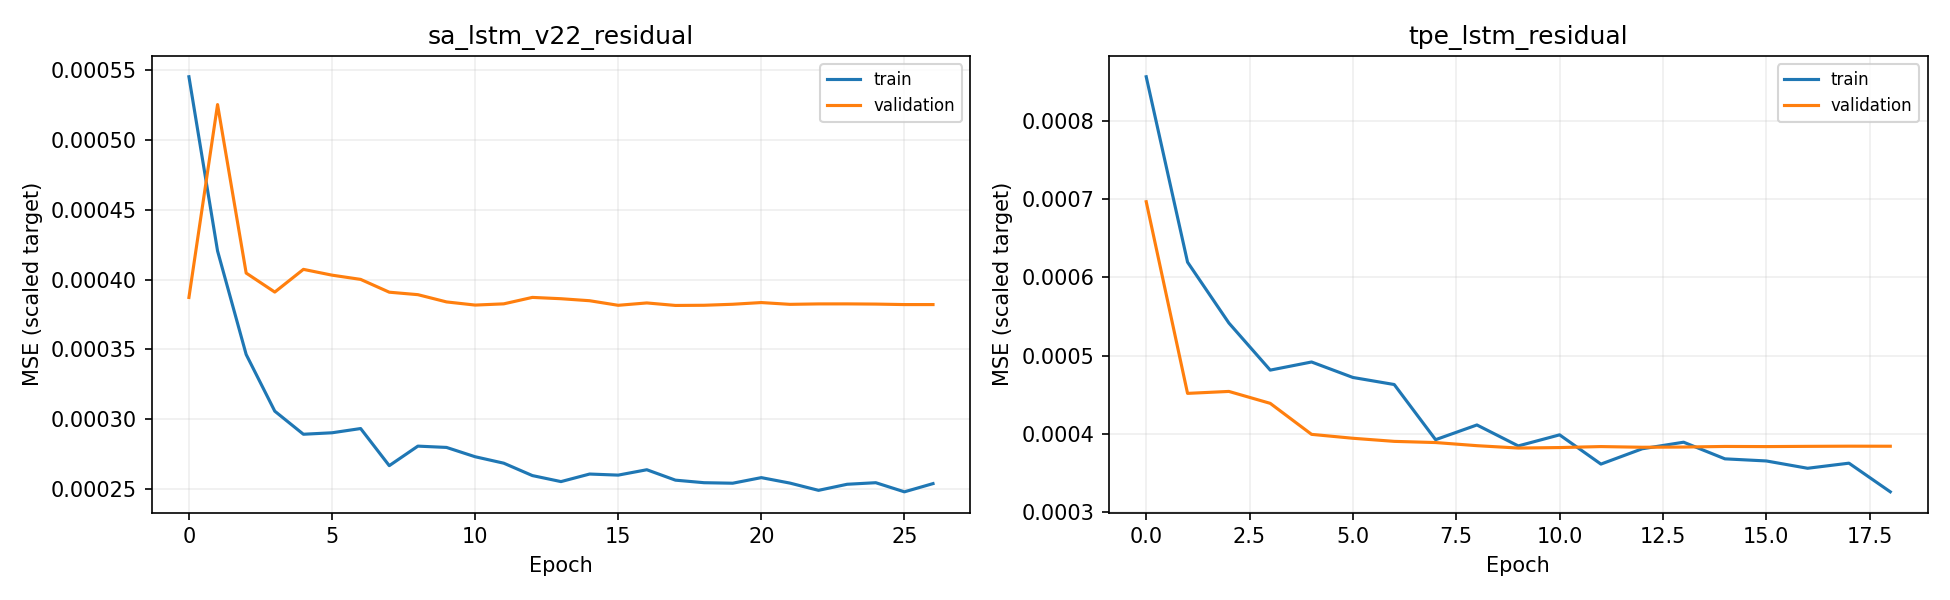 sa_lstm_v22_residual
MSE (scaled target)
0.00055
0.00050
0.00045
0.00040
0.00035
0.00030
0.00025
train
validation
0 5 10 15 20 25
Epoch
tpe_lstm_residual
MSE (scaled target)
0.0008
0.0007
0.0006
0.0005
0.0004
0.0003
train
validation
0.0 2.5 5.0 7.5 10.0 12.5 15.0 17.5
Epoch